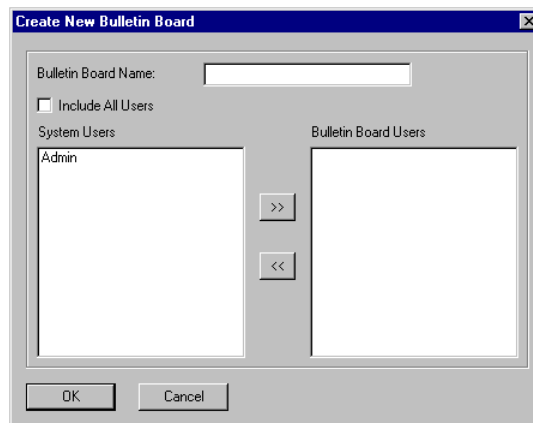 Create New Bulletin Board
Bulletin Board Name:
Include All Users
System Users
Bulletin Board Users
Admin
>>
<<
OK
Cancel